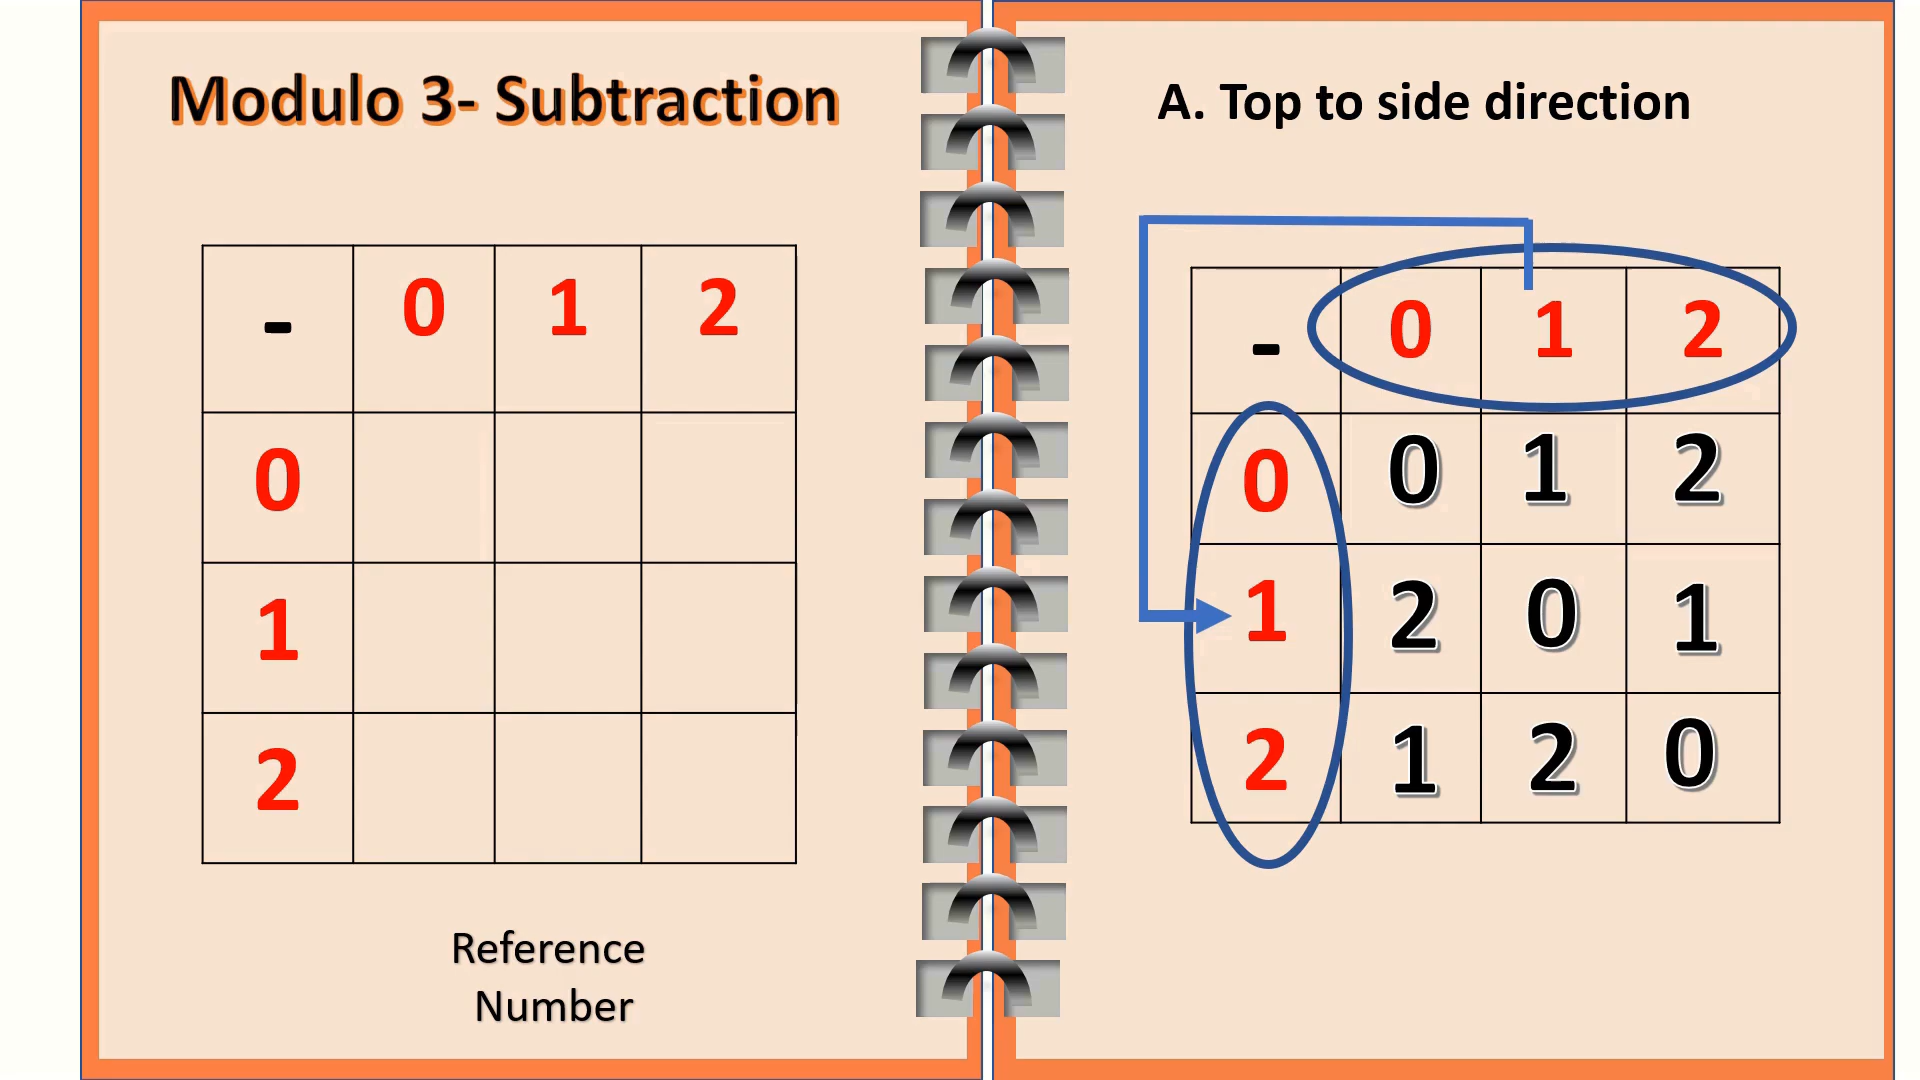 Modulo 3- Subtraction
- 0 1 2
0
1
2
Reference
Number
A. Top to side direction
- 0 1 2
0 0 1 2
1 2 0 1
2 1 2 0